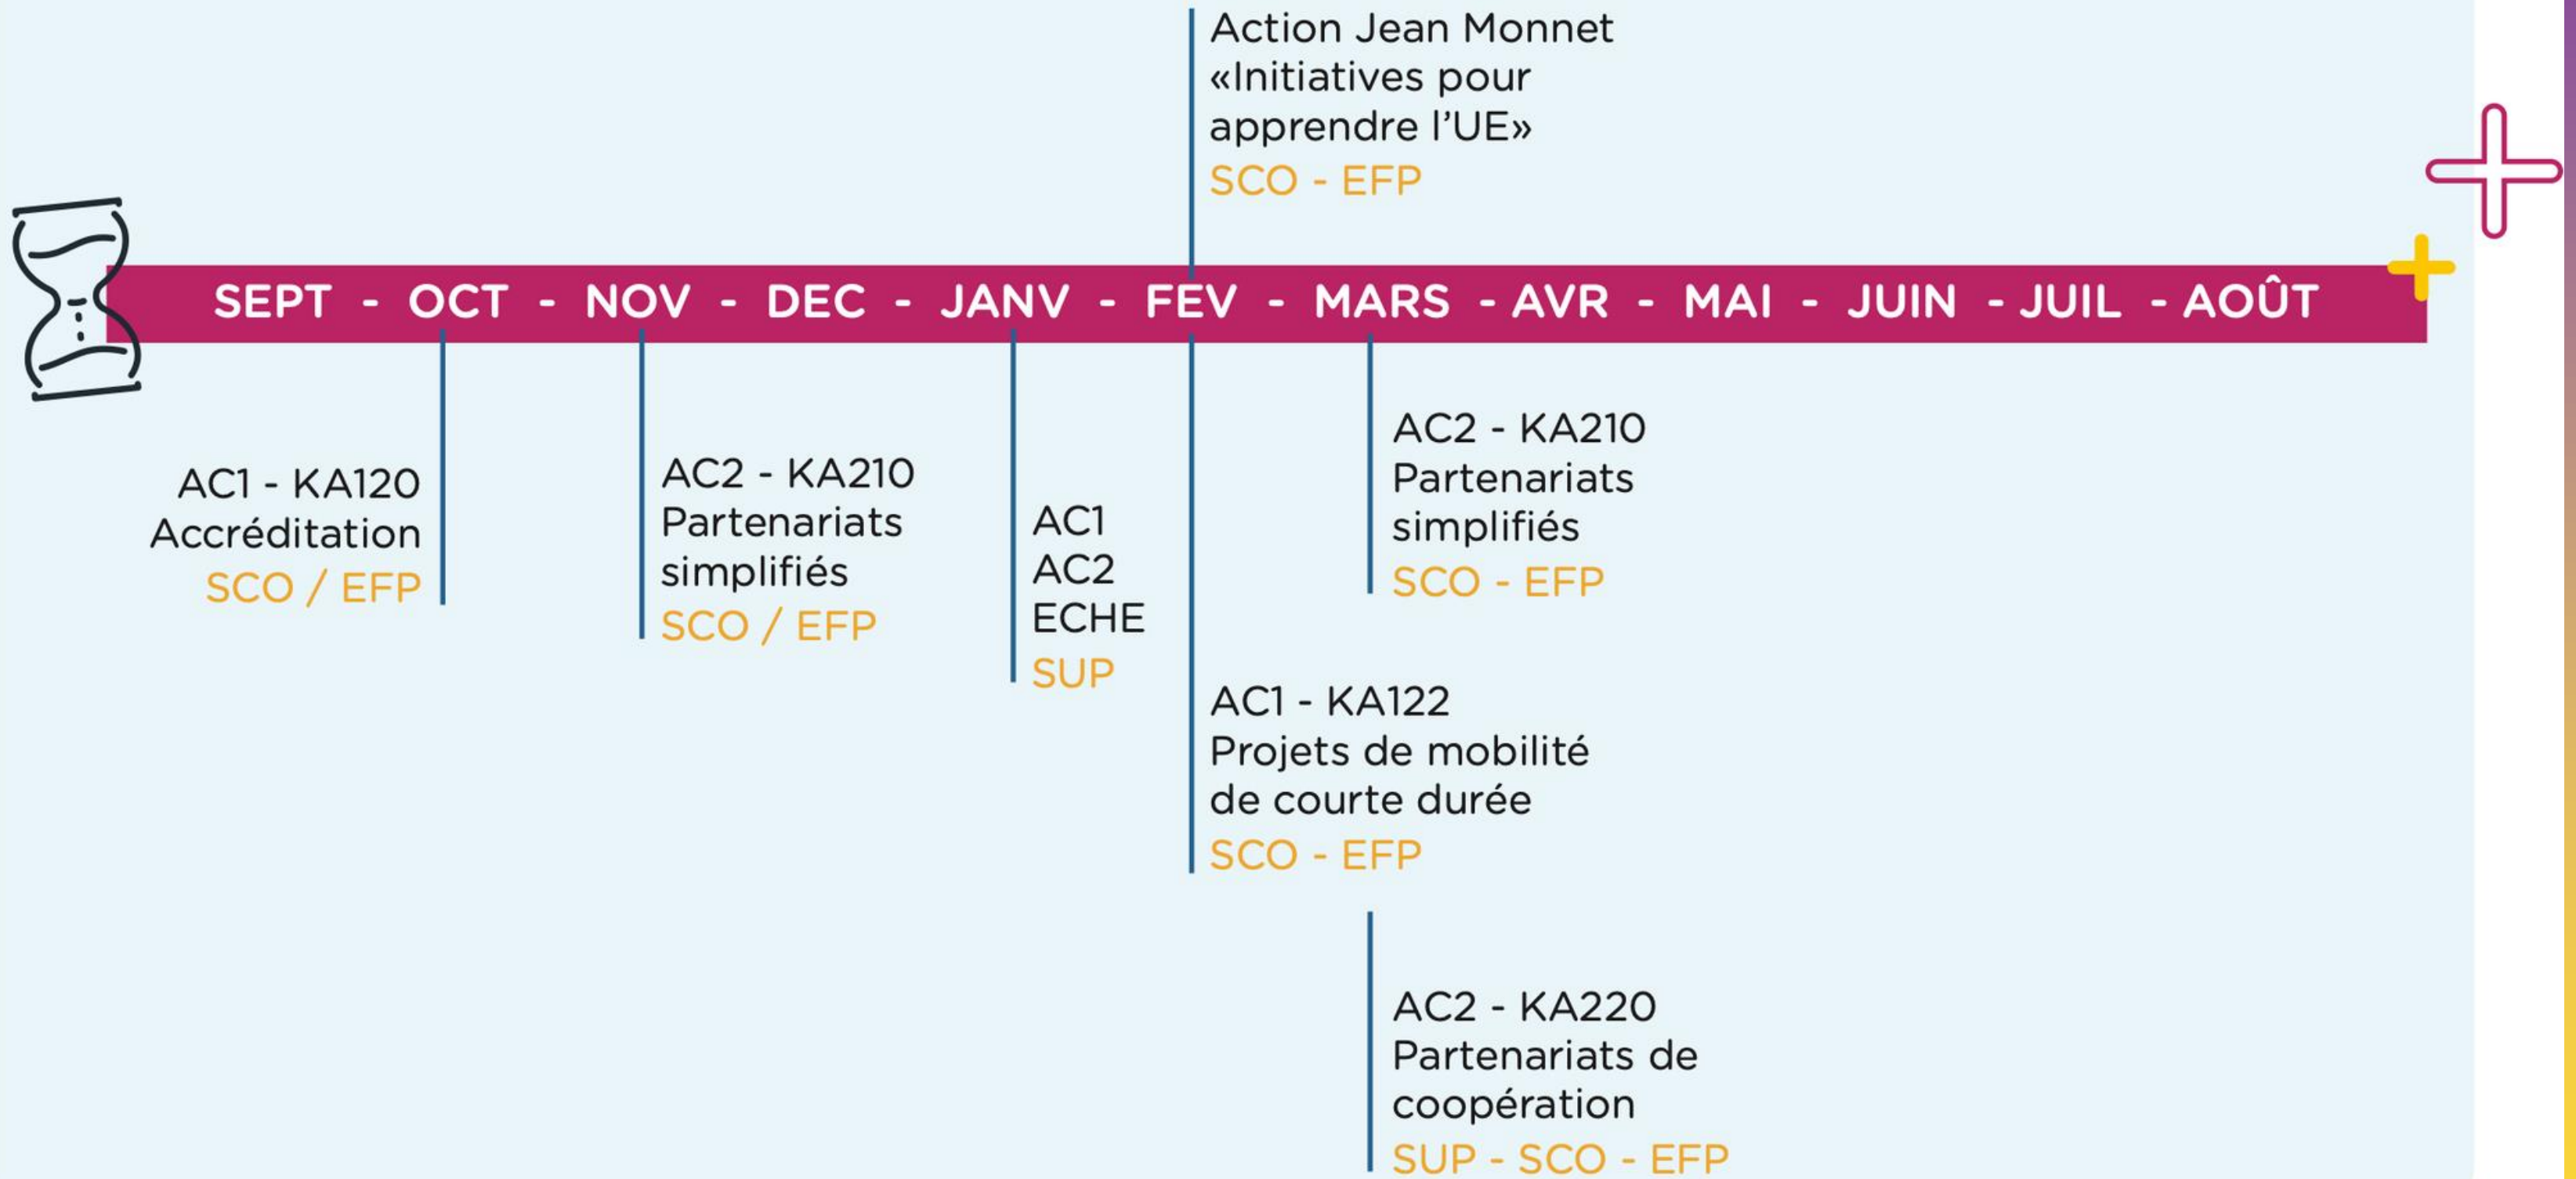 Action Jean Monnet
«Initiatives pour
apprendre l’UE»
SCO - EFP
SEPT - OCT - NOV - DEC - JANV - FEV - MARS - AVR - MAI - JUIN - JUIL - AOÛT
AC1 - KA120
Accréditation
SCO / EFP
AC2 - KA210
Partenariats
simplifiés
SCO / EFP
AC1
AC2
ECHE
SUP
AC1 - KA122
Projets de mobilité
de courte durée
SCO - EFP
AC2 - KA210
Partenariats
simplifiés
SCO - EFP
AC2 - KA220
Partenariats de
coopération
SUP - SCO - EFP